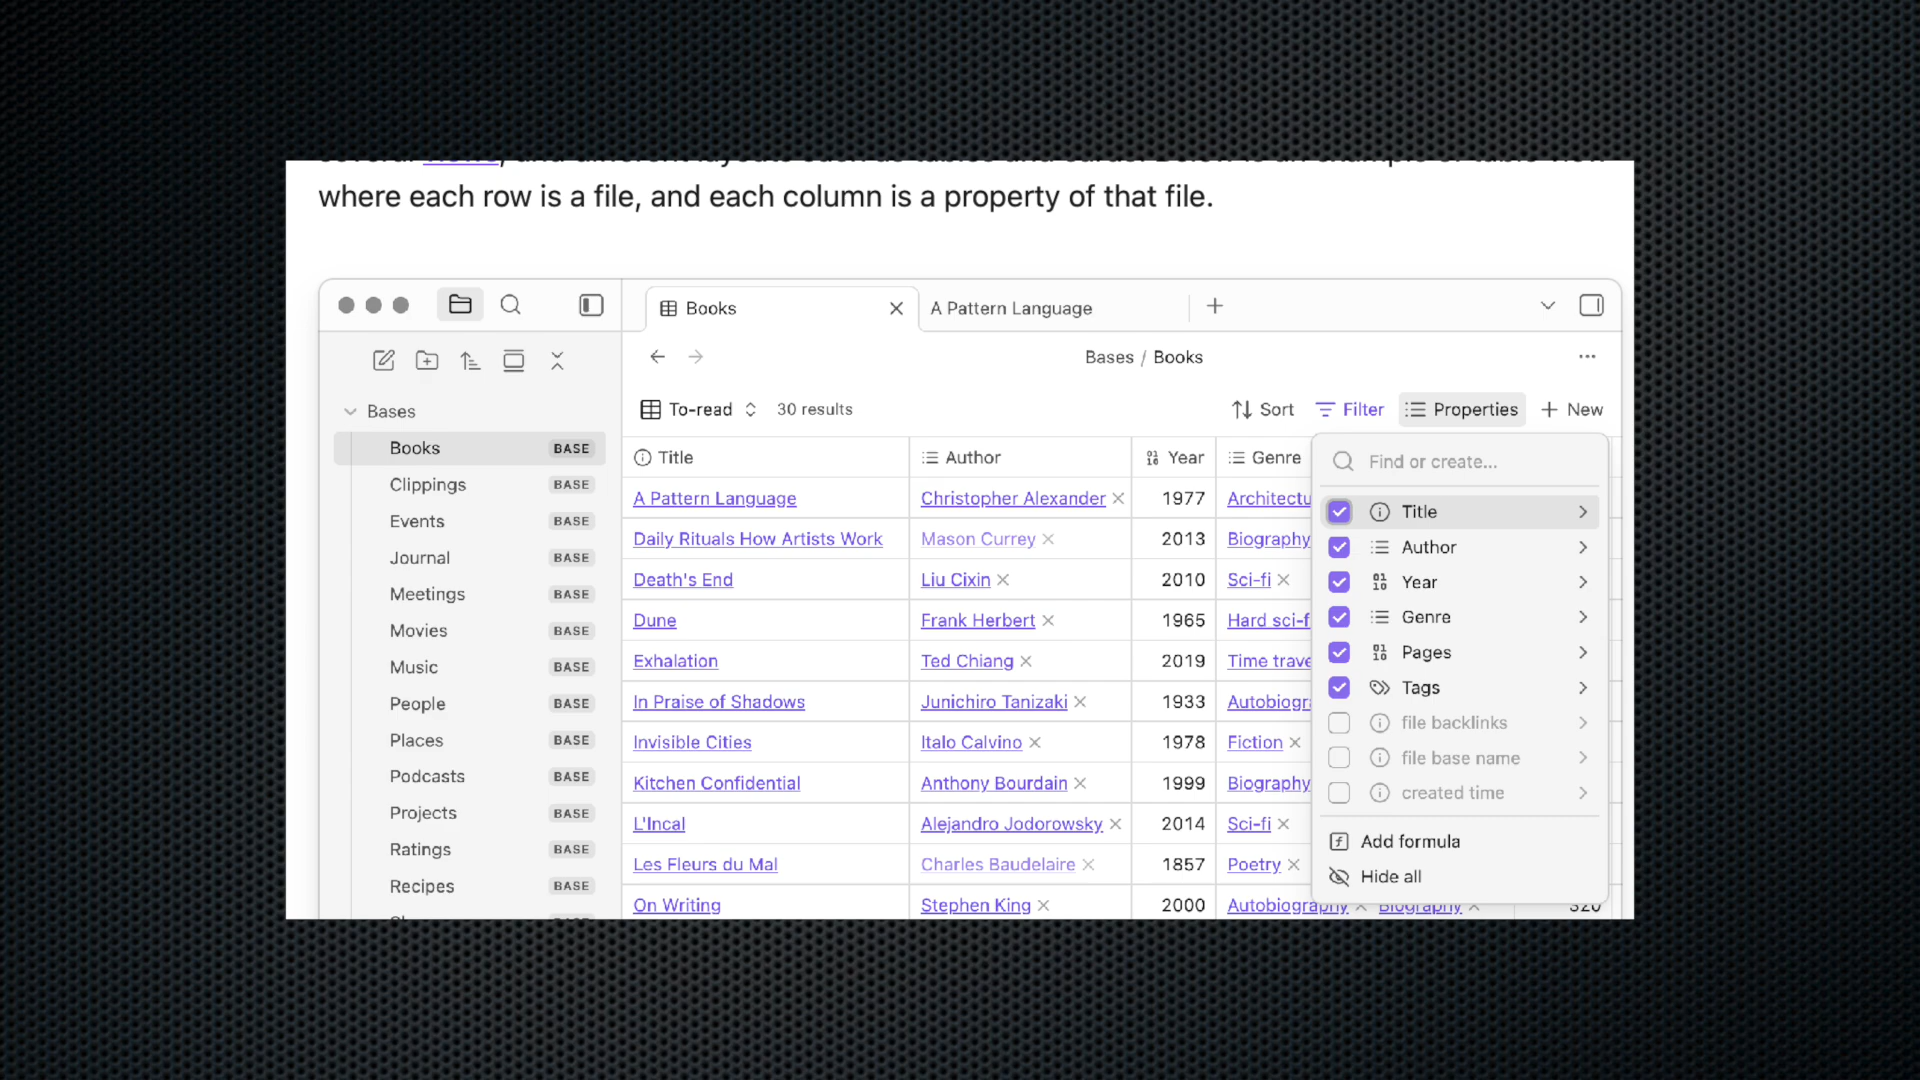 where each row is a file, and each column is a property of that file.
Books
A Pattern Language
Bases / Books
To-read
30 results
Sort
Filter
Properties
New
Bases
Books BASE
Clippings BASE
Events BASE
Journal BASE
Meetings BASE
Movies BASE
Music BASE
People BASE
Places BASE
Podcasts BASE
Projects BASE
Ratings BASE
Recipes BASE
Title Author Year Genre
A Pattern Language Christopher Alexander 1977 Architectu
Daily Rituals How Artists Work Mason Currey 2013 Biography
Death's End Liu Cixin 2010 Sci-fi
Dune Frank Herbert 1965 Hard sci-f
Exhalation Ted Chiang 2019 Time trave
In Praise of Shadows Junichiro Tanizaki 1933 Autobiogr
Invisible Cities Italo Calvino 1978 Fiction
Kitchen Confidential Anthony Bourdain 1999 Biography
L'Incal Alejandro Jodorowsky 2014 Sci-fi
Les Fleurs du Mal Charles Baudelaire 1857 Poetry
On Writing Stephen King 2000 Autobiography Biography 320
Find or create...
Title
Author
Year
Genre
Pages
Tags
file backlinks
file base name
created time
Add formula
Hide all